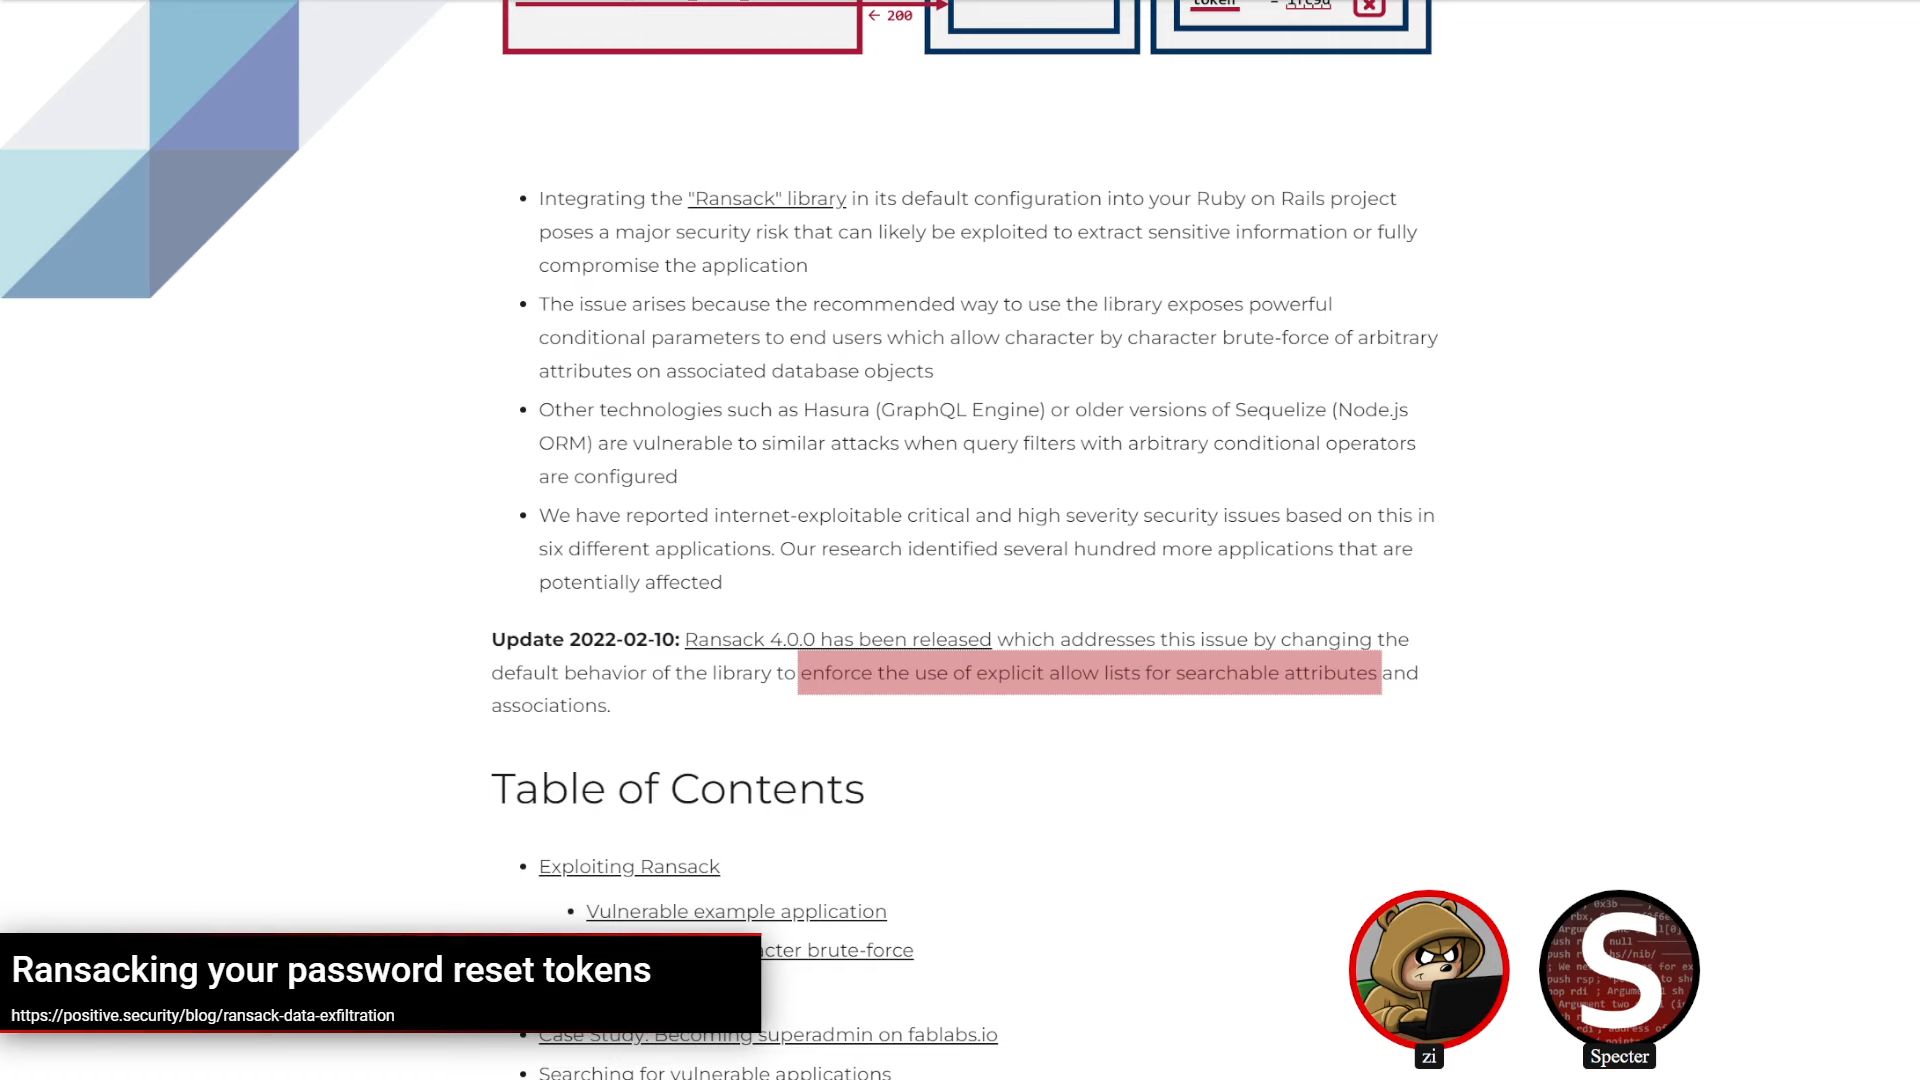 token = 1fc9d
← 200
Integrating the "Ransack" library in its default configuration into your Ruby on Rails project
poses a major security risk that can likely be exploited to extract sensitive information or fully
compromise the application
The issue arises because the recommended way to use the library exposes powerful
conditional parameters to end users which allow character by character brute-force of arbitrary
attributes on associated database objects
Other technologies such as Hasura (GraphQL Engine) or older versions of Sequelize (Node.js
ORM) are vulnerable to similar attacks when query filters with arbitrary conditional operators
are configured
We have reported internet-exploitable critical and high severity security issues based on this in
six different applications. Our research identified several hundred more applications that are
potentially affected
Update 2022-02-10: Ransack 4.0.0 has been released which addresses this issue by changing the
default behavior of the library to enforce the use of explicit allow lists for searchable attributes and
associations.
Table of Contents
Exploiting Ransack
Vulnerable example application
brute-force
Case Study: Becoming superadmin on fablabs.io
Searching for vulnerable applications
Ransacking your password reset tokens
https://positive.security/blog/ransack-data-exfiltration
zi
S
Specter